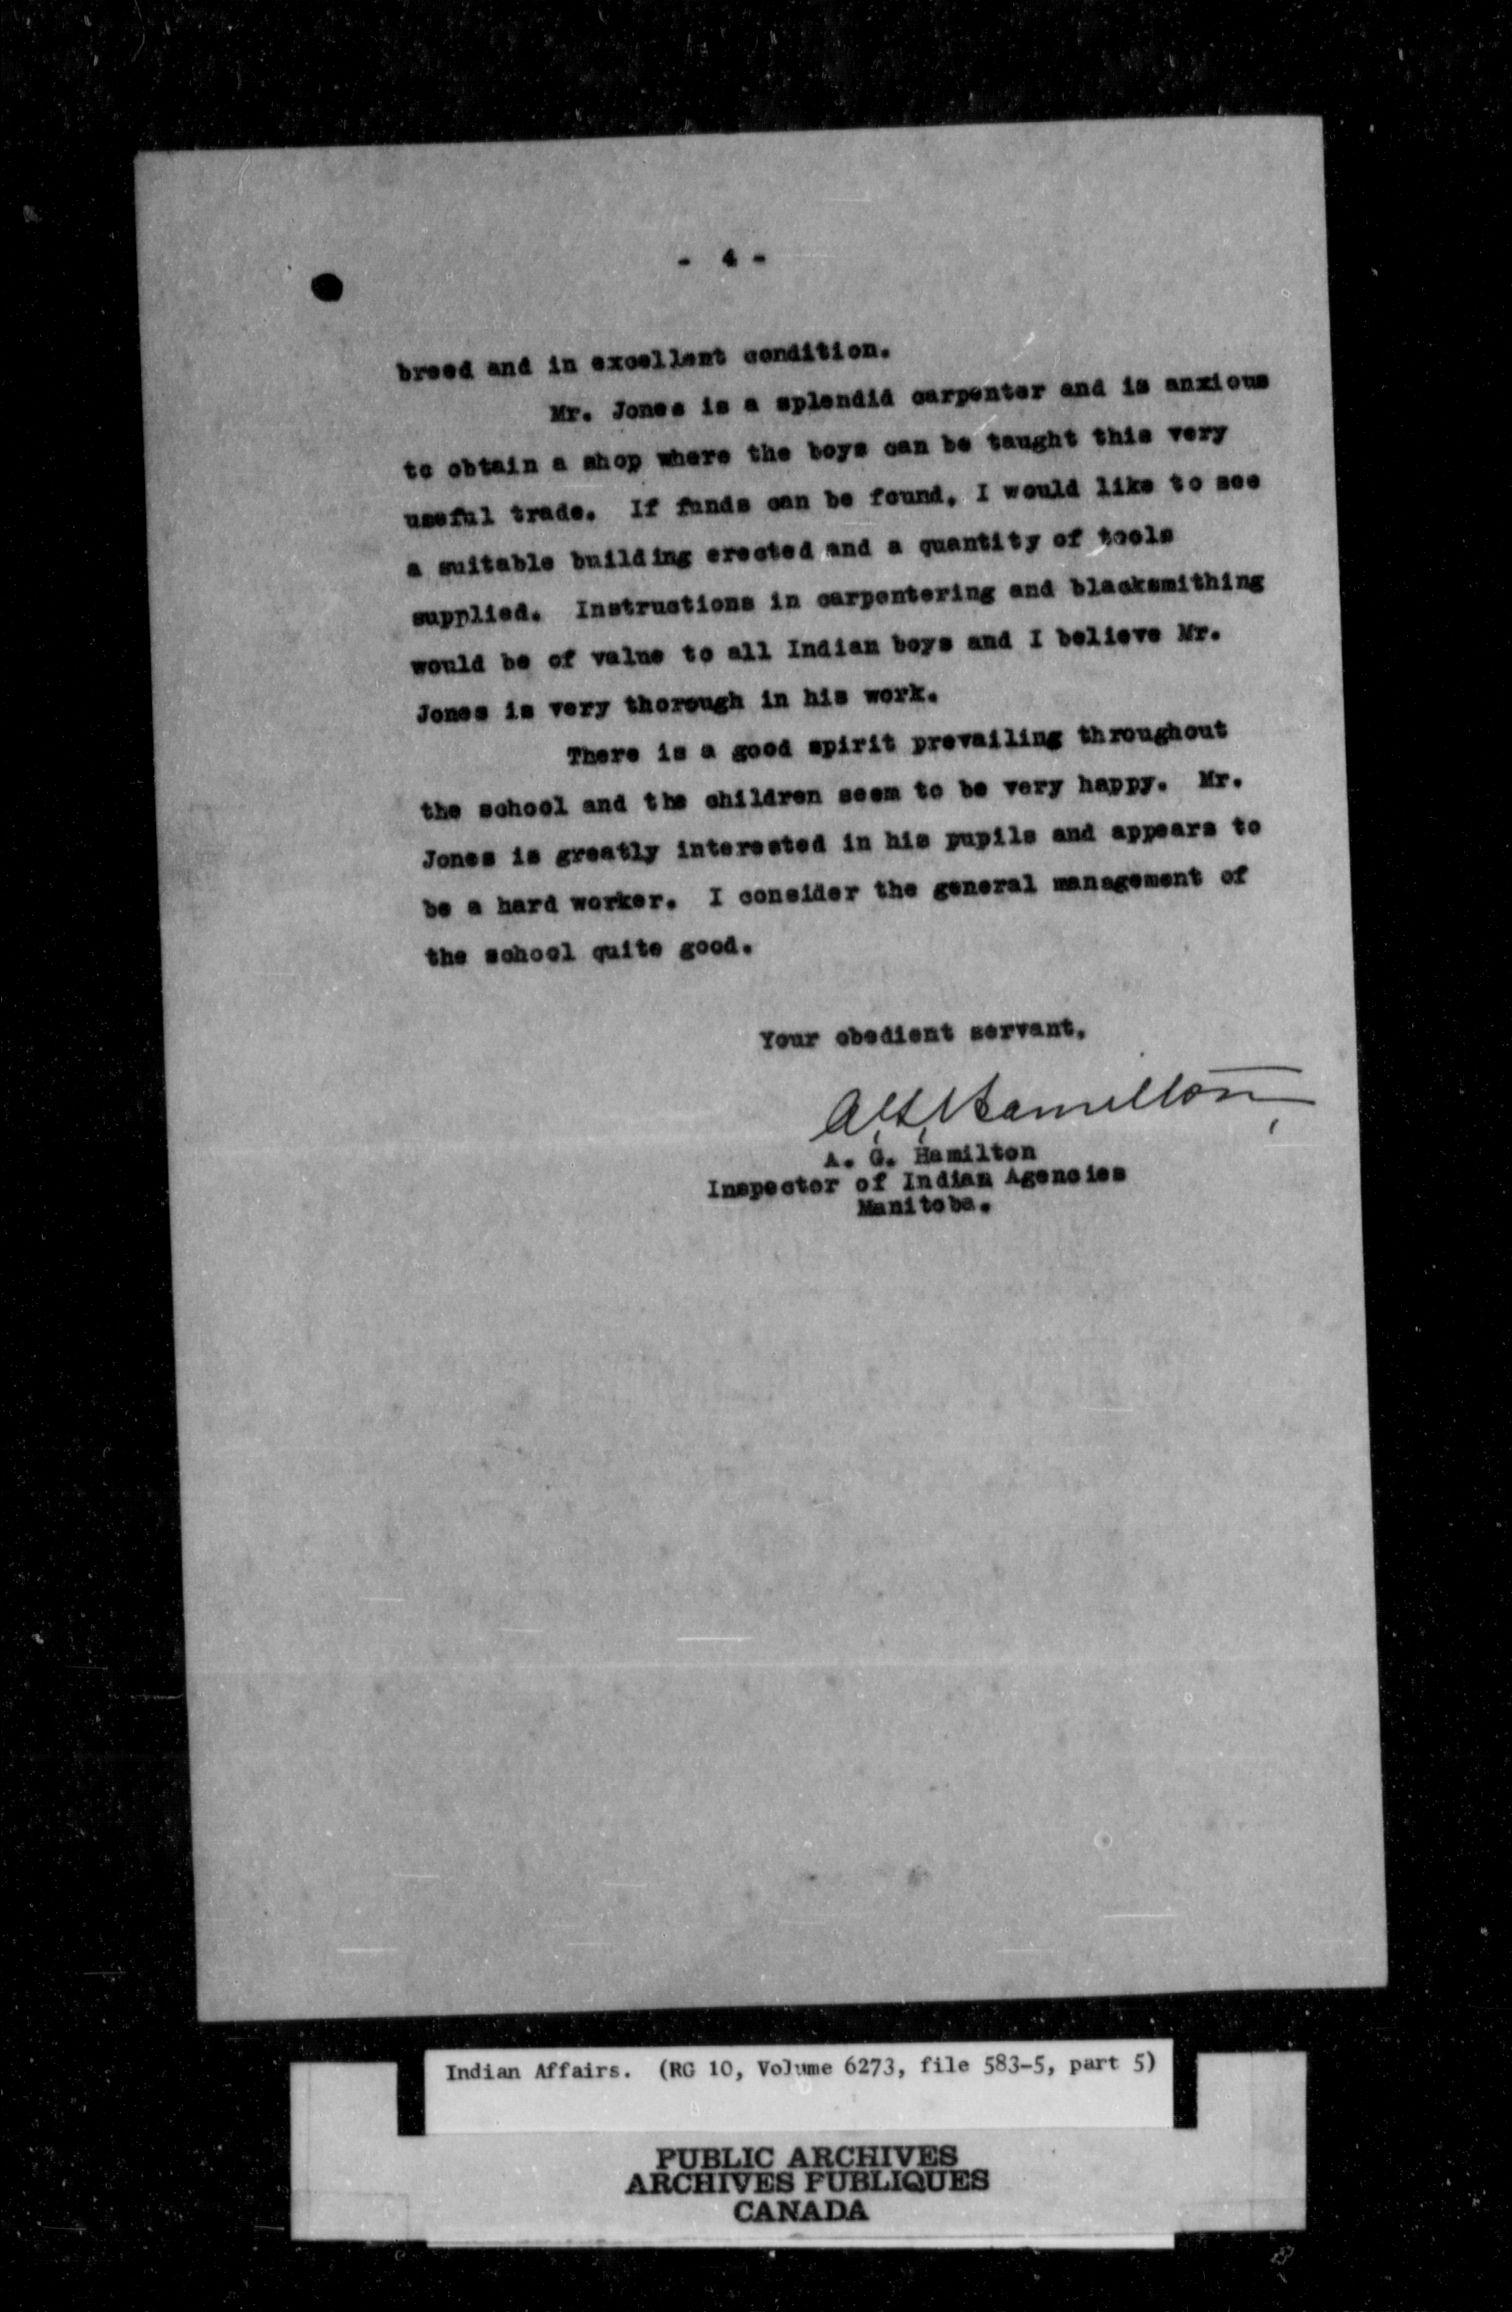 - 4 -
breed and in excellent condition.
Mr. Jones is a splendid carpenter and is anxious
to obtain a shop where the boys can be taught this very
useful trade. If funds can be found, I would like to see
a suitable building erected and a quantity of tools
supplied. Instructions in carpentering and blacksmithing
would be of value to all Indian boys and I believe Mr.
Jones is very thorough in his work.
There is a good spirit prevailing throughout
the school and the children seem to be very happy. Mr.
Jones is greatly interested in his pupils and appears to
be a hard worker. I consider the general management of
the school quite good.
Your obedient servant,
A. G. Hamilton
A. G. Hamilton
Inspector of Indian Agencies
Manitoba.
Indian Affairs. (RG 10, Volume 6273, file 583-5, part 5)
PUBLIC ARCHIVES
ARCHIVES PUBLIQUES
CANADA